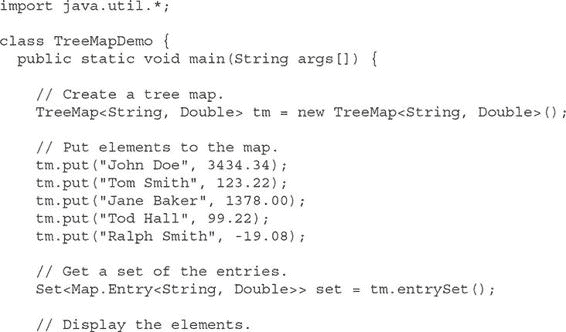 import java.util.*;

class TreeMapDemo {
  public static void main(String args[]) {

    // Create a tree map.
    TreeMap<String, Double> tm = new TreeMap<String, Double>();

    // Put elements to the map.
    tm.put("John Doe", 3434.34);
    tm.put("Tom Smith", 123.22);
    tm.put("Jane Baker", 1378.00);
    tm.put("Tod Hall", 99.22);
    tm.put("Ralph Smith", -19.08);

    // Get a set of the entries.
    Set<Map.Entry<String, Double>> set = tm.entrySet();

    // Display the elements.